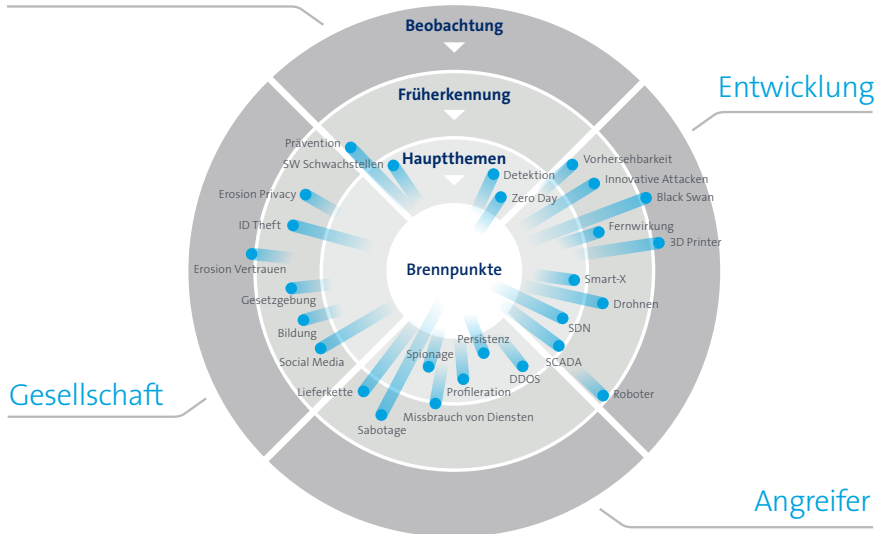 Beobachtung
Früherkennung
Hauptthemen
Brennpunkte
Entwicklung
Prävention
SW Schwachstellen
Detektion
Zero Day
Vorhersehbarkeit
Innovative Attacken
Black Swan
Fernwirkung
3D Printer
Erosion Privacy
ID Theft
Erosion Vertrauen
Gesetzgebung
Bildung
Social Media
Smart-X
Drohnen
SDN
SCADA
Roboter
Persistenz
Spionage
DDOS
Profileration
Lieferkette
Missbrauch von Diensten
Sabotage
Gesellschaft
Angreifer